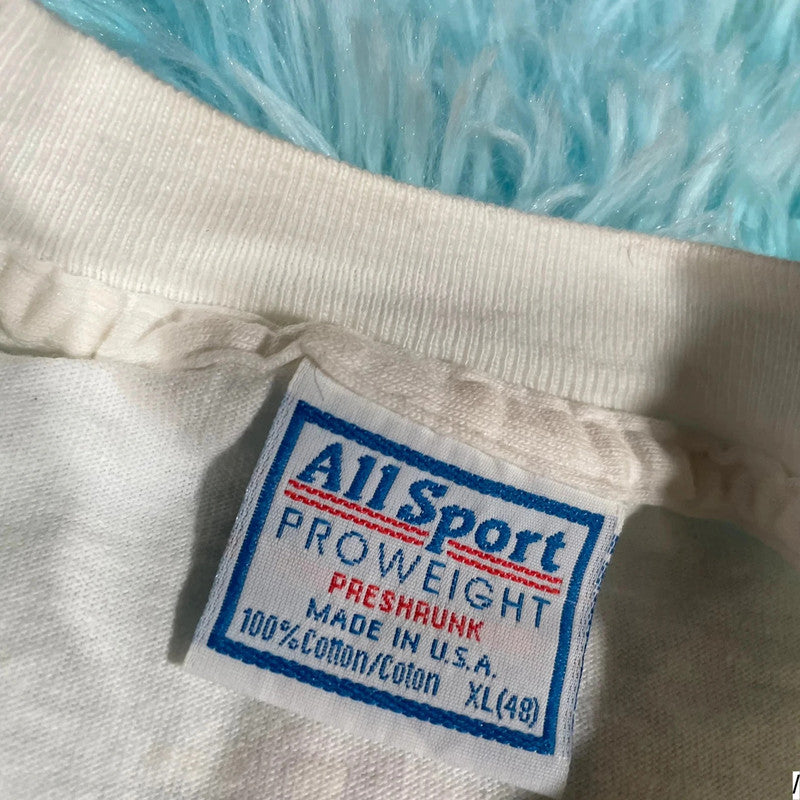 All Sport
PROWEIGHT
PRESHRUNK
MADE IN U.S.A.
100% Cotton/Coton XL(48)